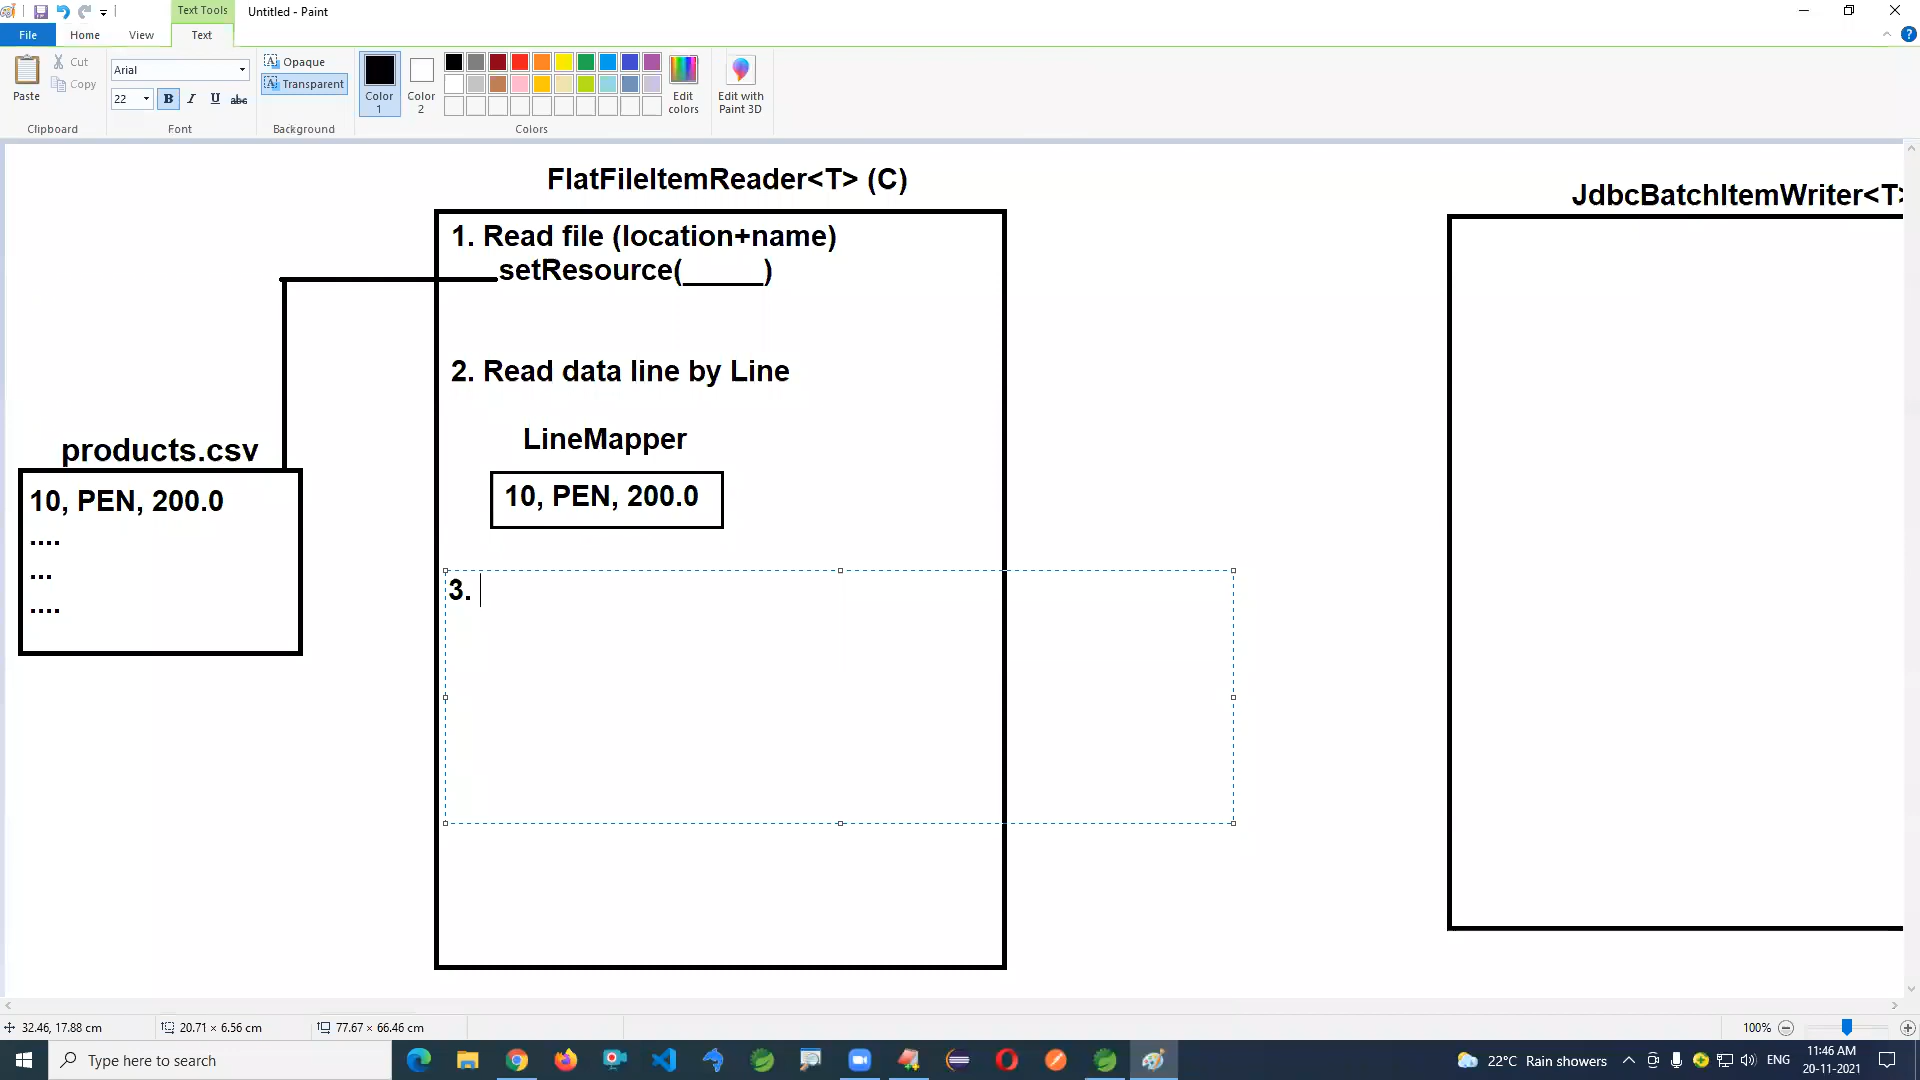 Text Tools
Untitled - Paint
File
Home
View
Text
Paste
Cut
Copy
Clipboard
Arial
22
B
I
U
abc
Font
A Opaque
A Transparent
Background
Color 1
Color 2
Edit colors
Colors
Edit with Paint 3D
FlatFileItemReader<T> (C)
JdbcBatchItemWriter<T>
1. Read file (location+name)
setResource(_____)
2. Read data line by Line
LineMapper
10, PEN, 200.0
products.csv
10, PEN, 200.0
....
...
....
3.
32.46, 17.88 cm
20.71 × 6.56 cm
77.67 × 66.46 cm
100%
Type here to search
22°C Rain showers
ENG
11:46 AM
20-11-2021